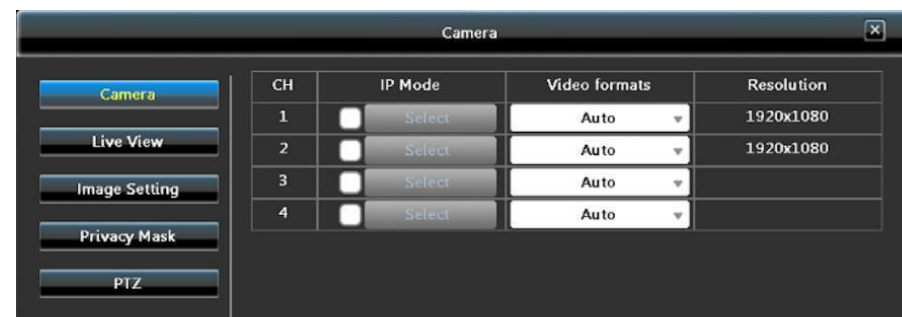 Camera
Camera
Live View
Image Setting
Privacy Mask
PTZ
CH IP Mode Video formats Resolution
1 Select Auto 1920x1080
2 Select Auto 1920x1080
3 Select Auto
4 Select Auto